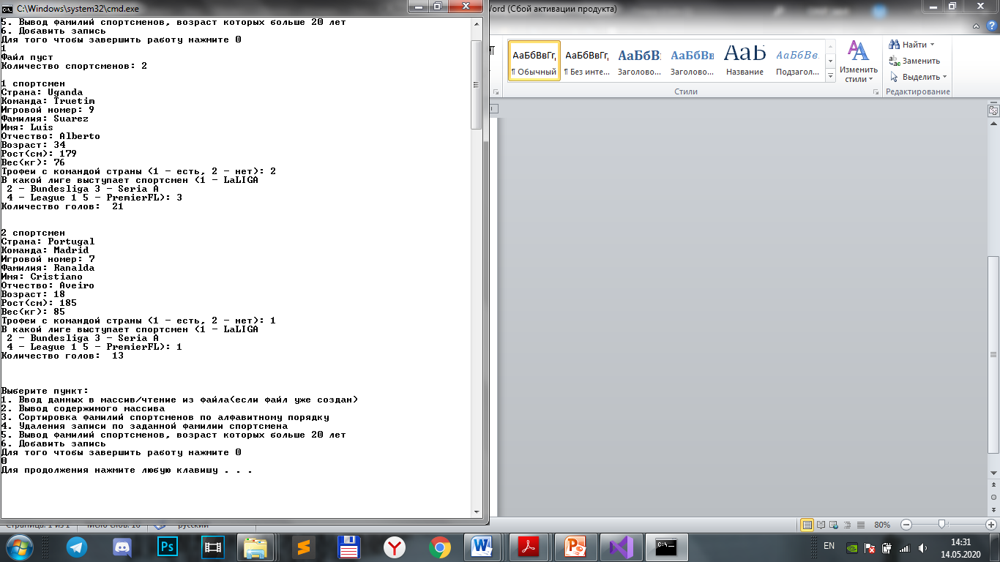 C:\Windows\system32\cmd.exe
Word (Сбой активации продукта)
5. Вывод фамилий спортсменов, возраст которых больше 20 лет
6. Добавить запись
Для того чтобы завершить работу нажмите 0
1
Файл пуст
Количество спортсменов: 2
1 спортсмен
Страна: Uganda
Команда: Truetim
Игровой номер: 9
Фамилия: Suarez
Имя: Luis
Отчество: Alberto
Возраст: 34
Рост(см): 179
Вес(кг): 76
Трофеи с командой страны (1 - есть, 2 - нет): 2
В какой лиге выступает спортсмен (1 - LaLIGA
2 - Bundesliga 3 - Seria A
4 - League 1 5 - PremierFL): 3
Количество голов:  21
2 спортсмен
Страна: Portugal
Команда: Madrid
Игровой номер: 7
Фамилия: Ranalda
Имя: Cristiano
Отчество: Aveiro
Возраст: 18
Рост(см): 185
Вес(кг): 85
Трофеи с командой страны (1 - есть, 2 - нет): 1
В какой лиге выступает спортсмен (1 - LaLIGA
2 - Bundesliga 3 - Seria A
4 - League 1 5 - PremierFL): 1
Количество голов:  13
Выберите пункт:
1. Ввод данных в массив/чтение из файла(если файл уже создан)
2. Вывод содержимого массива
3. Сортировка фамилий спортсменов по алфавитному порядку
4. Удаления записи по заданной фамилии спортсмена
5. Вывод фамилий спортсменов, возраст которых больше 20 лет
6. Добавить запись
Для того чтобы завершить работу нажмите 0
0
Для продолжения нажмите любую клавишу . . .
АаБбВвГг, АаБбВвГг, АаБбВ АаБбВв АаБ АаБбВв.
¶ Обычный ¶ Без инте... Заголово... Заголово... Название Подзагол...
Стили
Изменить стили
Найти
Заменить
Выделить
Редактирование
Страница: 1 из 1
Число слов: 16
русский
80%
Ps
EN
14:31
14.05.2020